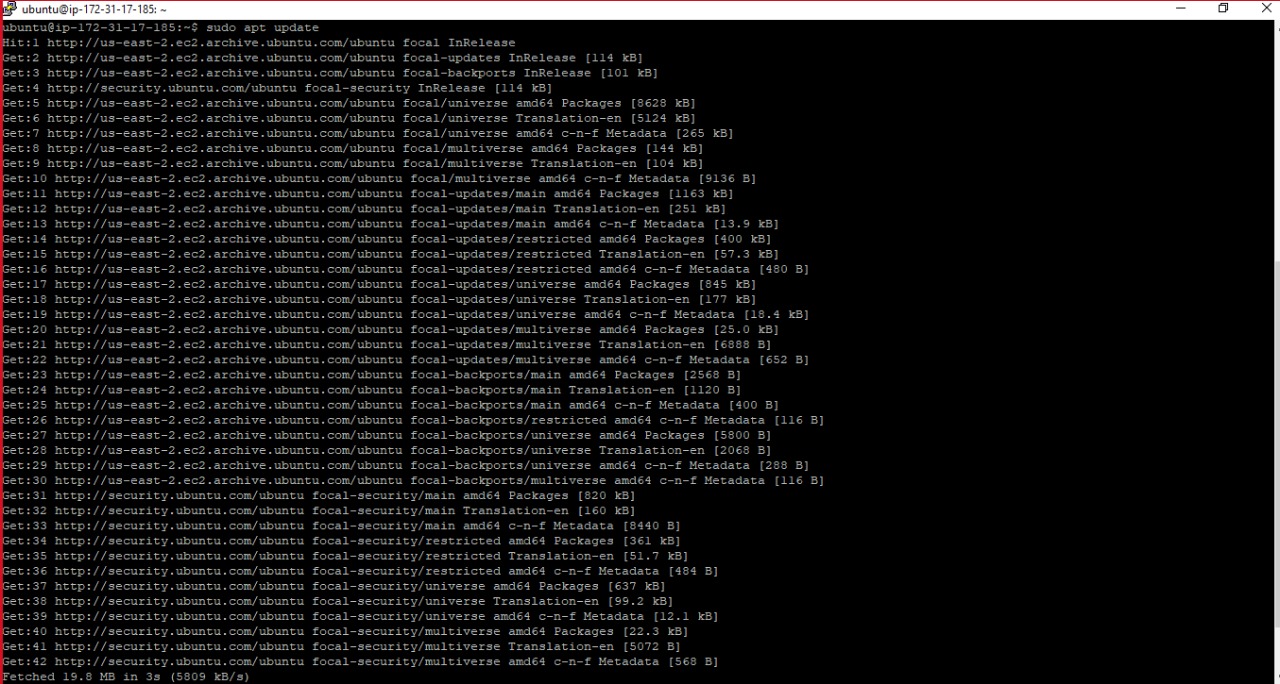 ubuntu@ip-172-31-17-185: ~
ubuntu@ip-172-31-17-185:~$ sudo apt update
Hit:1 http://us-east-2.ec2.archive.ubuntu.com/ubuntu focal InRelease
Get:2 http://us-east-2.ec2.archive.ubuntu.com/ubuntu focal-updates InRelease [114 kB]
Get:3 http://us-east-2.ec2.archive.ubuntu.com/ubuntu focal-backports InRelease [101 kB]
Get:4 http://security.ubuntu.com/ubuntu focal-security InRelease [114 kB]
Get:5 http://us-east-2.ec2.archive.ubuntu.com/ubuntu focal/universe amd64 Packages [8628 kB]
Get:6 http://us-east-2.ec2.archive.ubuntu.com/ubuntu focal/universe Translation-en [5124 kB]
Get:7 http://us-east-2.ec2.archive.ubuntu.com/ubuntu focal/universe amd64 c-n-f Metadata [265 kB]
Get:8 http://us-east-2.ec2.archive.ubuntu.com/ubuntu focal/multiverse amd64 Packages [144 kB]
Get:9 http://us-east-2.ec2.archive.ubuntu.com/ubuntu focal/multiverse Translation-en [104 kB]
Get:10 http://us-east-2.ec2.archive.ubuntu.com/ubuntu focal/multiverse amd64 c-n-f Metadata [9136 B]
Get:11 http://us-east-2.ec2.archive.ubuntu.com/ubuntu focal-updates/main amd64 Packages [1163 kB]
Get:12 http://us-east-2.ec2.archive.ubuntu.com/ubuntu focal-updates/main Translation-en [251 kB]
Get:13 http://us-east-2.ec2.archive.ubuntu.com/ubuntu focal-updates/main amd64 c-n-f Metadata [13.9 kB]
Get:14 http://us-east-2.ec2.archive.ubuntu.com/ubuntu focal-updates/restricted amd64 Packages [400 kB]
Get:15 http://us-east-2.ec2.archive.ubuntu.com/ubuntu focal-updates/restricted Translation-en [57.3 kB]
Get:16 http://us-east-2.ec2.archive.ubuntu.com/ubuntu focal-updates/restricted amd64 c-n-f Metadata [480 B]
Get:17 http://us-east-2.ec2.archive.ubuntu.com/ubuntu focal-updates/universe amd64 Packages [845 kB]
Get:18 http://us-east-2.ec2.archive.ubuntu.com/ubuntu focal-updates/universe Translation-en [177 kB]
Get:19 http://us-east-2.ec2.archive.ubuntu.com/ubuntu focal-updates/universe amd64 c-n-f Metadata [18.4 kB]
Get:20 http://us-east-2.ec2.archive.ubuntu.com/ubuntu focal-updates/multiverse amd64 Packages [25.0 kB]
Get:21 http://us-east-2.ec2.archive.ubuntu.com/ubuntu focal-updates/multiverse Translation-en [6888 B]
Get:22 http://us-east-2.ec2.archive.ubuntu.com/ubuntu focal-updates/multiverse amd64 c-n-f Metadata [652 B]
Get:23 http://us-east-2.ec2.archive.ubuntu.com/ubuntu focal-backports/main amd64 Packages [2568 B]
Get:24 http://us-east-2.ec2.archive.ubuntu.com/ubuntu focal-backports/main Translation-en [1120 B]
Get:25 http://us-east-2.ec2.archive.ubuntu.com/ubuntu focal-backports/main amd64 c-n-f Metadata [400 B]
Get:26 http://us-east-2.ec2.archive.ubuntu.com/ubuntu focal-backports/restricted amd64 c-n-f Metadata [116 B]
Get:27 http://us-east-2.ec2.archive.ubuntu.com/ubuntu focal-backports/universe amd64 Packages [5800 B]
Get:28 http://us-east-2.ec2.archive.ubuntu.com/ubuntu focal-backports/universe Translation-en [2068 B]
Get:29 http://us-east-2.ec2.archive.ubuntu.com/ubuntu focal-backports/universe amd64 c-n-f Metadata [288 B]
Get:30 http://us-east-2.ec2.archive.ubuntu.com/ubuntu focal-backports/multiverse amd64 c-n-f Metadata [116 B]
Get:31 http://security.ubuntu.com/ubuntu focal-security/main amd64 Packages [820 kB]
Get:32 http://security.ubuntu.com/ubuntu focal-security/main Translation-en [160 kB]
Get:33 http://security.ubuntu.com/ubuntu focal-security/main amd64 c-n-f Metadata [8440 B]
Get:34 http://security.ubuntu.com/ubuntu focal-security/restricted amd64 Packages [361 kB]
Get:35 http://security.ubuntu.com/ubuntu focal-security/restricted Translation-en [51.7 kB]
Get:36 http://security.ubuntu.com/ubuntu focal-security/restricted amd64 c-n-f Metadata [484 B]
Get:37 http://security.ubuntu.com/ubuntu focal-security/universe amd64 Packages [637 kB]
Get:38 http://security.ubuntu.com/ubuntu focal-security/universe Translation-en [99.2 kB]
Get:39 http://security.ubuntu.com/ubuntu focal-security/universe amd64 c-n-f Metadata [12.1 kB]
Get:40 http://security.ubuntu.com/ubuntu focal-security/multiverse amd64 Packages [22.3 kB]
Get:41 http://security.ubuntu.com/ubuntu focal-security/multiverse Translation-en [5072 B]
Get:42 http://security.ubuntu.com/ubuntu focal-security/multiverse amd64 c-n-f Metadata [568 B]
Fetched 19.8 MB in 3s (5809 kB/s)